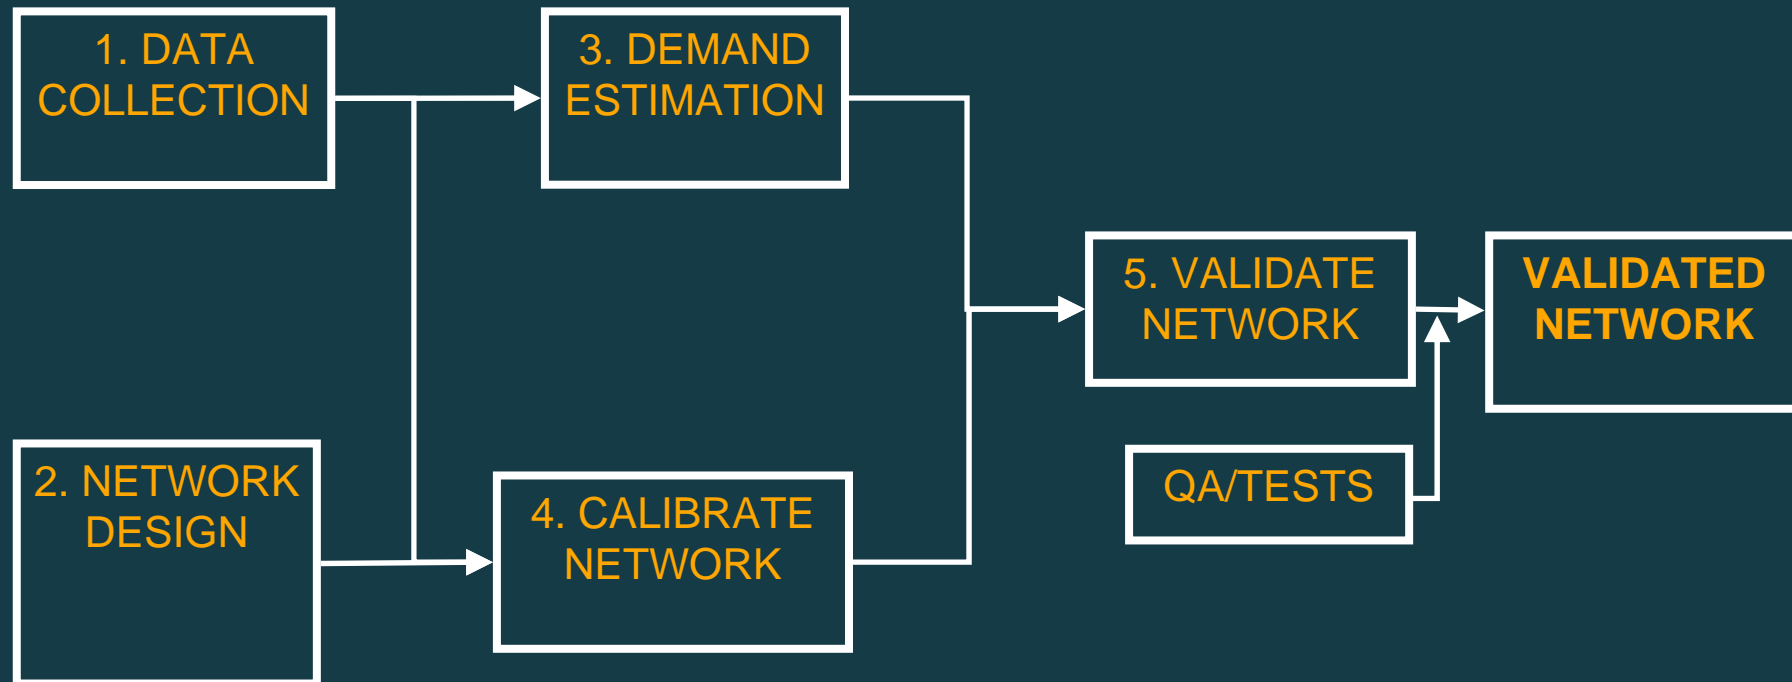 1. DATA
COLLECTION
3. DEMAND
ESTIMATION
5. VALIDATE
NETWORK
VALIDATED
NETWORK
2. NETWORK
DESIGN
4. CALIBRATE
NETWORK
QA/TESTS